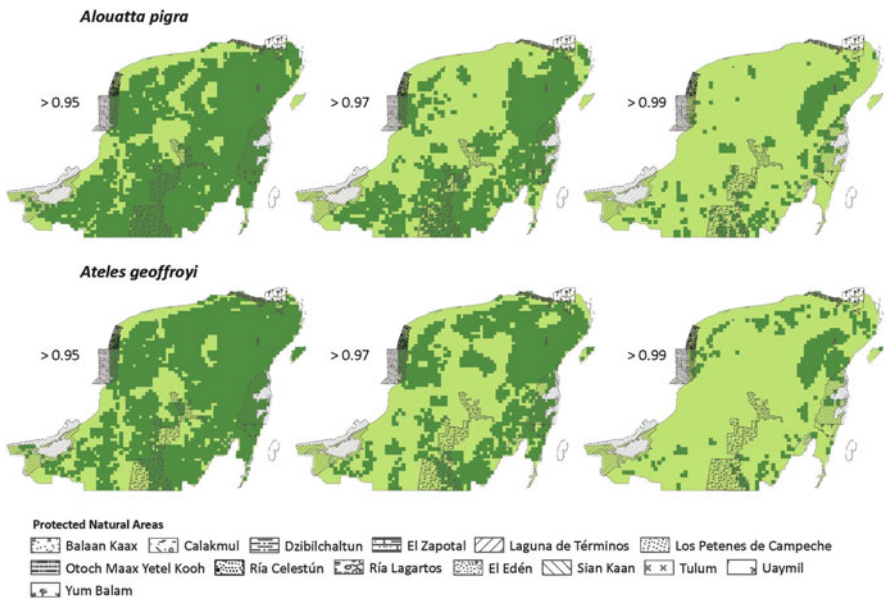 Alouatta pigra
> 0.95 > 0.97 > 0.99
Ateles geoffroyi
> 0.95 > 0.97 > 0.99
Protected Natural Areas
Balaan Kaax Calakmul Dzibilchaltun El Zapotal Laguna de Términos Los Petenes de Campeche
Otoch Maax Yetel Kooh Ría Celestún Ría Lagartos El Edén Sian Kaan Tulum Uaymil
Yum Balam